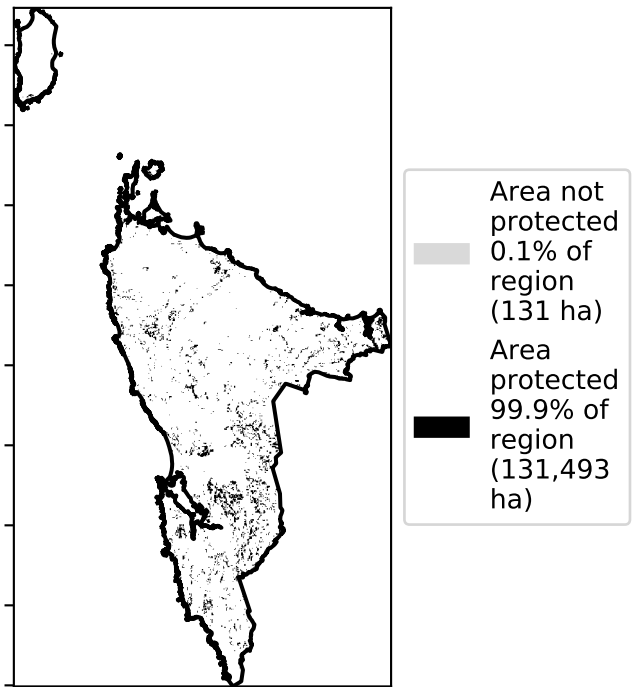 Area not
protected
0.1% of
region
(131 ha)
Area
protected
99.9% of
region
(131,493
ha)